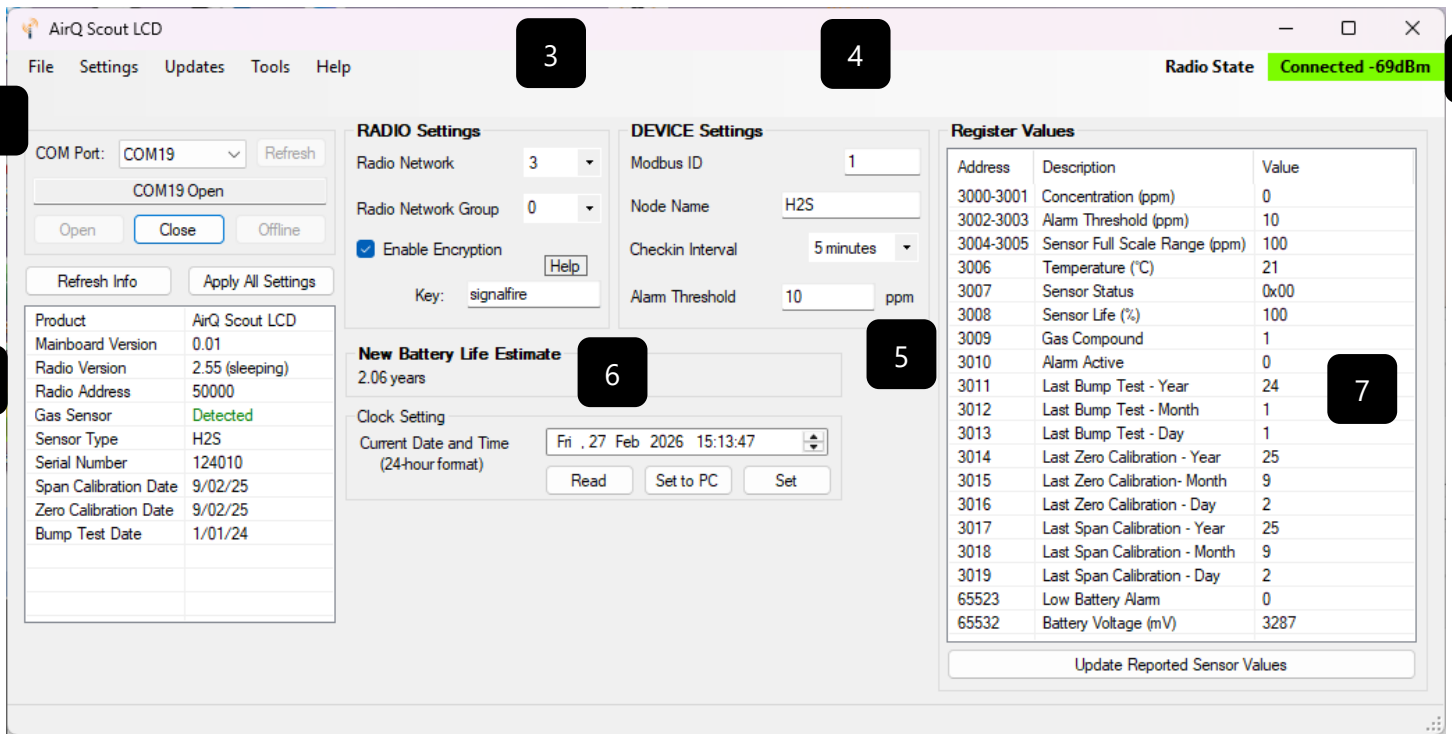 AirQ Scout LCD
File Settings Updates Tools Help
3
4
Radio State Connected -69dBm
COM Port: COM19 Refresh
COM19 Open
Open Close Offline
Refresh Info Apply All Settings
Product AirQ Scout LCD
Mainboard Version 0.01
Radio Version 2.55 (sleeping)
Radio Address 50000
Gas Sensor Detected
Sensor Type H2S
Serial Number 124010
Span Calibration Date 9/02/25
Zero Calibration Date 9/02/25
Bump Test Date 1/01/24
RADIO Settings
Radio Network 3
Radio Network Group 0
Enable Encryption
Help
Key: signalfire
DEVICE Settings
Modbus ID 1
Node Name H2S
Checkin Interval 5 minutes
Alarm Threshold 10 ppm
5
New Battery Life Estimate
2.06 years
6
Clock Setting
Current Date and Time
(24-hour format)
Fri , 27 Feb 2026 15:13:47
Read Set to PC Set
Register Values
Address Description Value
3000-3001 Concentration (ppm) 0
3002-3003 Alarm Threshold (ppm) 10
3004-3005 Sensor Full Scale Range (ppm) 100
3006 Temperature (°C) 21
3007 Sensor Status 0x00
3008 Sensor Life (%) 100
3009 Gas Compound 1
3010 Alarm Active 0
3011 Last Bump Test - Year 24
3012 Last Bump Test - Month 1
3013 Last Bump Test - Day 1
3014 Last Zero Calibration - Year 25
3015 Last Zero Calibration- Month 9
3016 Last Zero Calibration - Day 2
3017 Last Span Calibration - Year 25
3018 Last Span Calibration - Month 9
3019 Last Span Calibration - Day 2
65523 Low Battery Alarm 0
65532 Battery Voltage (mV) 3287
7
Update Reported Sensor Values